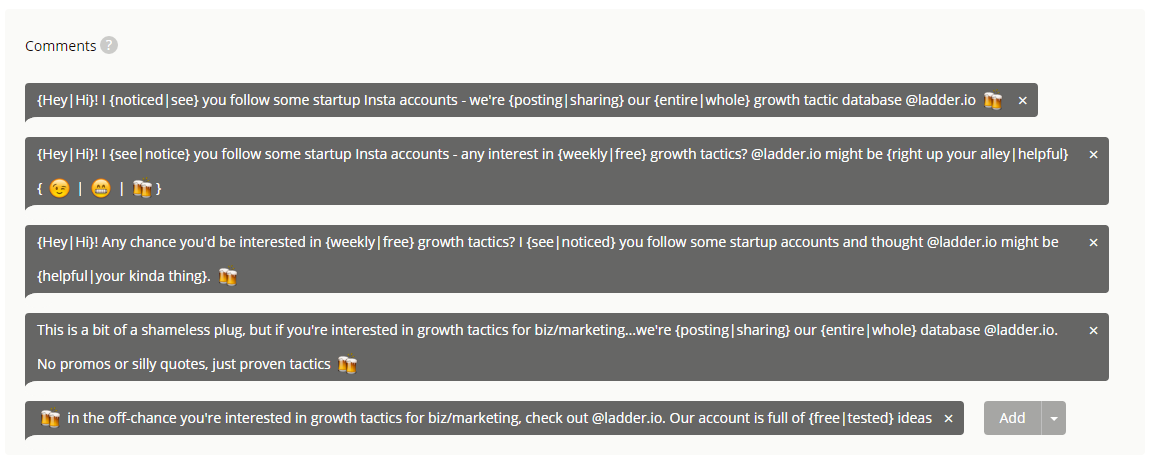 Comments ?
{Hey|Hi}! I {noticed|see} you follow some startup Insta accounts - we're {posting|sharing} our {entire|whole} growth tactic database @ladder.io 🍻 ×
{Hey|Hi}! I {see|notice} you follow some startup Insta accounts - any interest in {weekly|free} growth tactics? @ladder.io might be {right up your alley|helpful} ×
{ 😉 | 😁 | 🍻 }
{Hey|Hi}! Any chance you'd be interested in {weekly|free} growth tactics? I {see|noticed} you follow some startup accounts and thought @ladder.io might be ×
{helpful|your kinda thing}. 🍻
This is a bit of a shameless plug, but if you're interested in growth tactics for biz/marketing...we're {posting|sharing} our {entire|whole} database @ladder.io. ×
No promos or silly quotes, just proven tactics 🍻
🍻 in the off-chance you're interested in growth tactics for biz/marketing, check out @ladder.io. Our account is full of {free|tested} ideas × Add